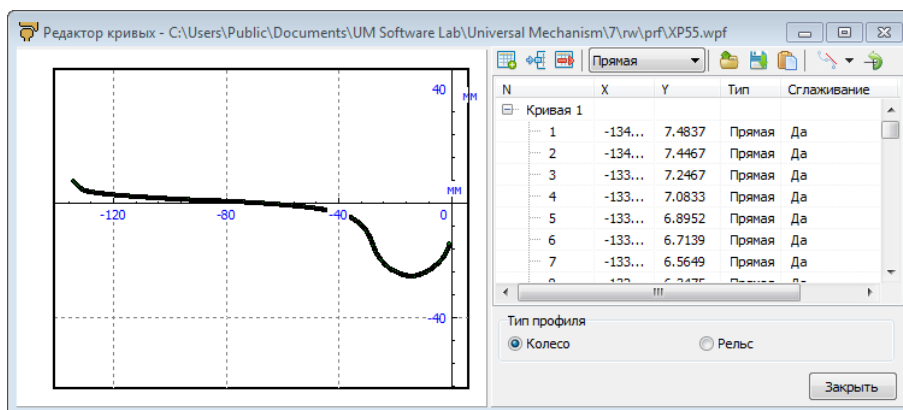 Редактор кривых - C:\Users\Public\Documents\UM Software Lab\Universal Mechanism\7\rw\prf\XP55.wpf
40
мм
мм
-120 -80 -40 0
-40
Прямая
N X Y Тип Сглаживание
Кривая 1
1 -134... 7.4837 Прямая Да
2 -134... 7.4467 Прямая Да
3 -133... 7.2467 Прямая Да
4 -133... 7.0833 Прямая Да
5 -133... 6.8952 Прямая Да
6 -133... 6.7139 Прямая Да
7 -133... 6.5649 Прямая Да
Тип профиля
Колесо Рельс
Закрыть